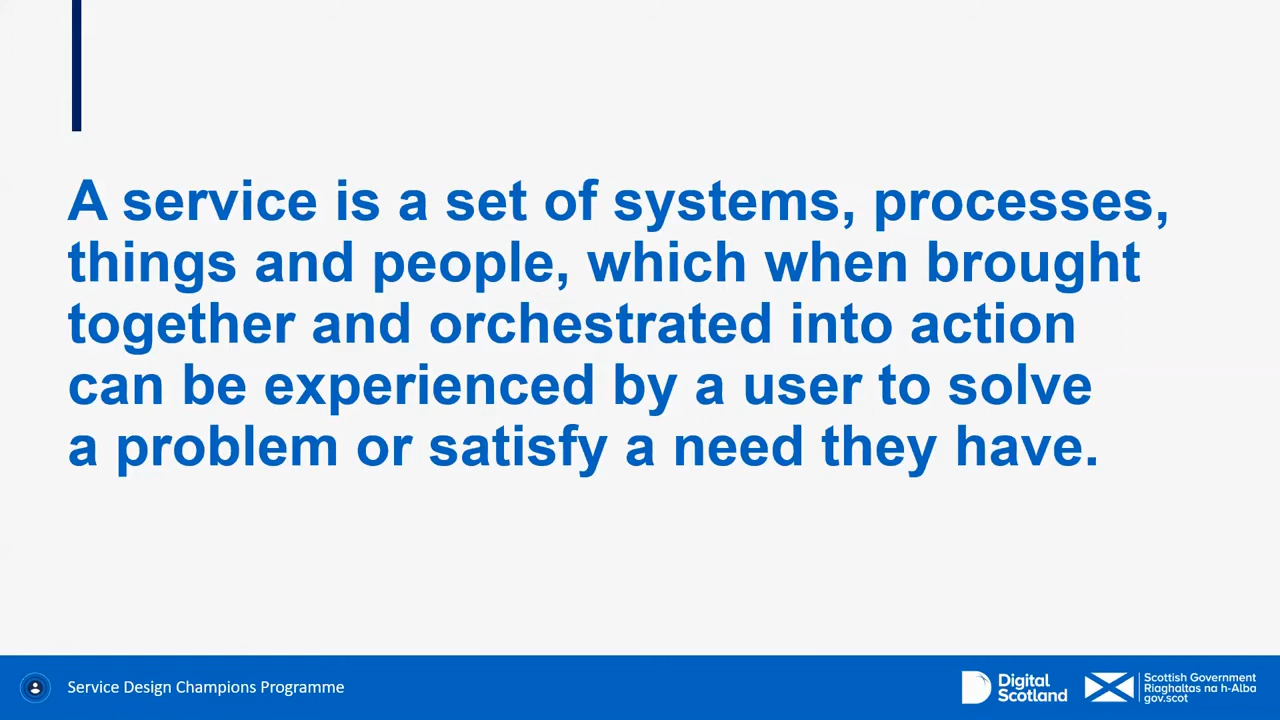 A service is a set of systems, processes,
things and people, which when brought
together and orchestrated into action
can be experienced by a user to solve
a problem or satisfy a need they have.
Service Design Champions Programme
Digital
Scotland
Scottish Government
Riaghaltas na h-Alba
gov.scot